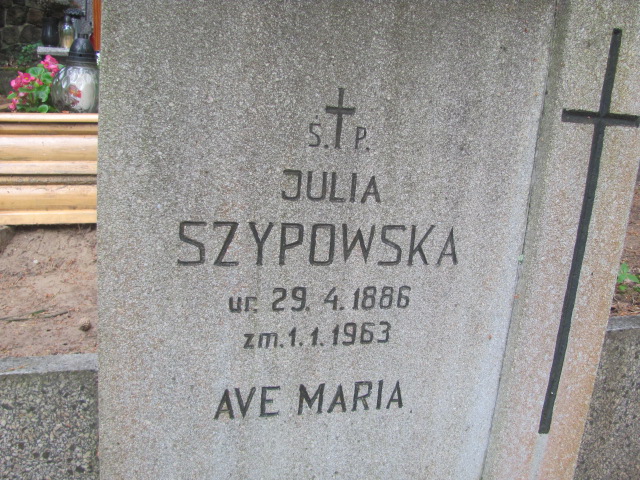 Ś. P.
JULIA
SZYPOWSKA
ur. 29. 4. 1886
zm. 1. 1. 1963
AVE MARIA